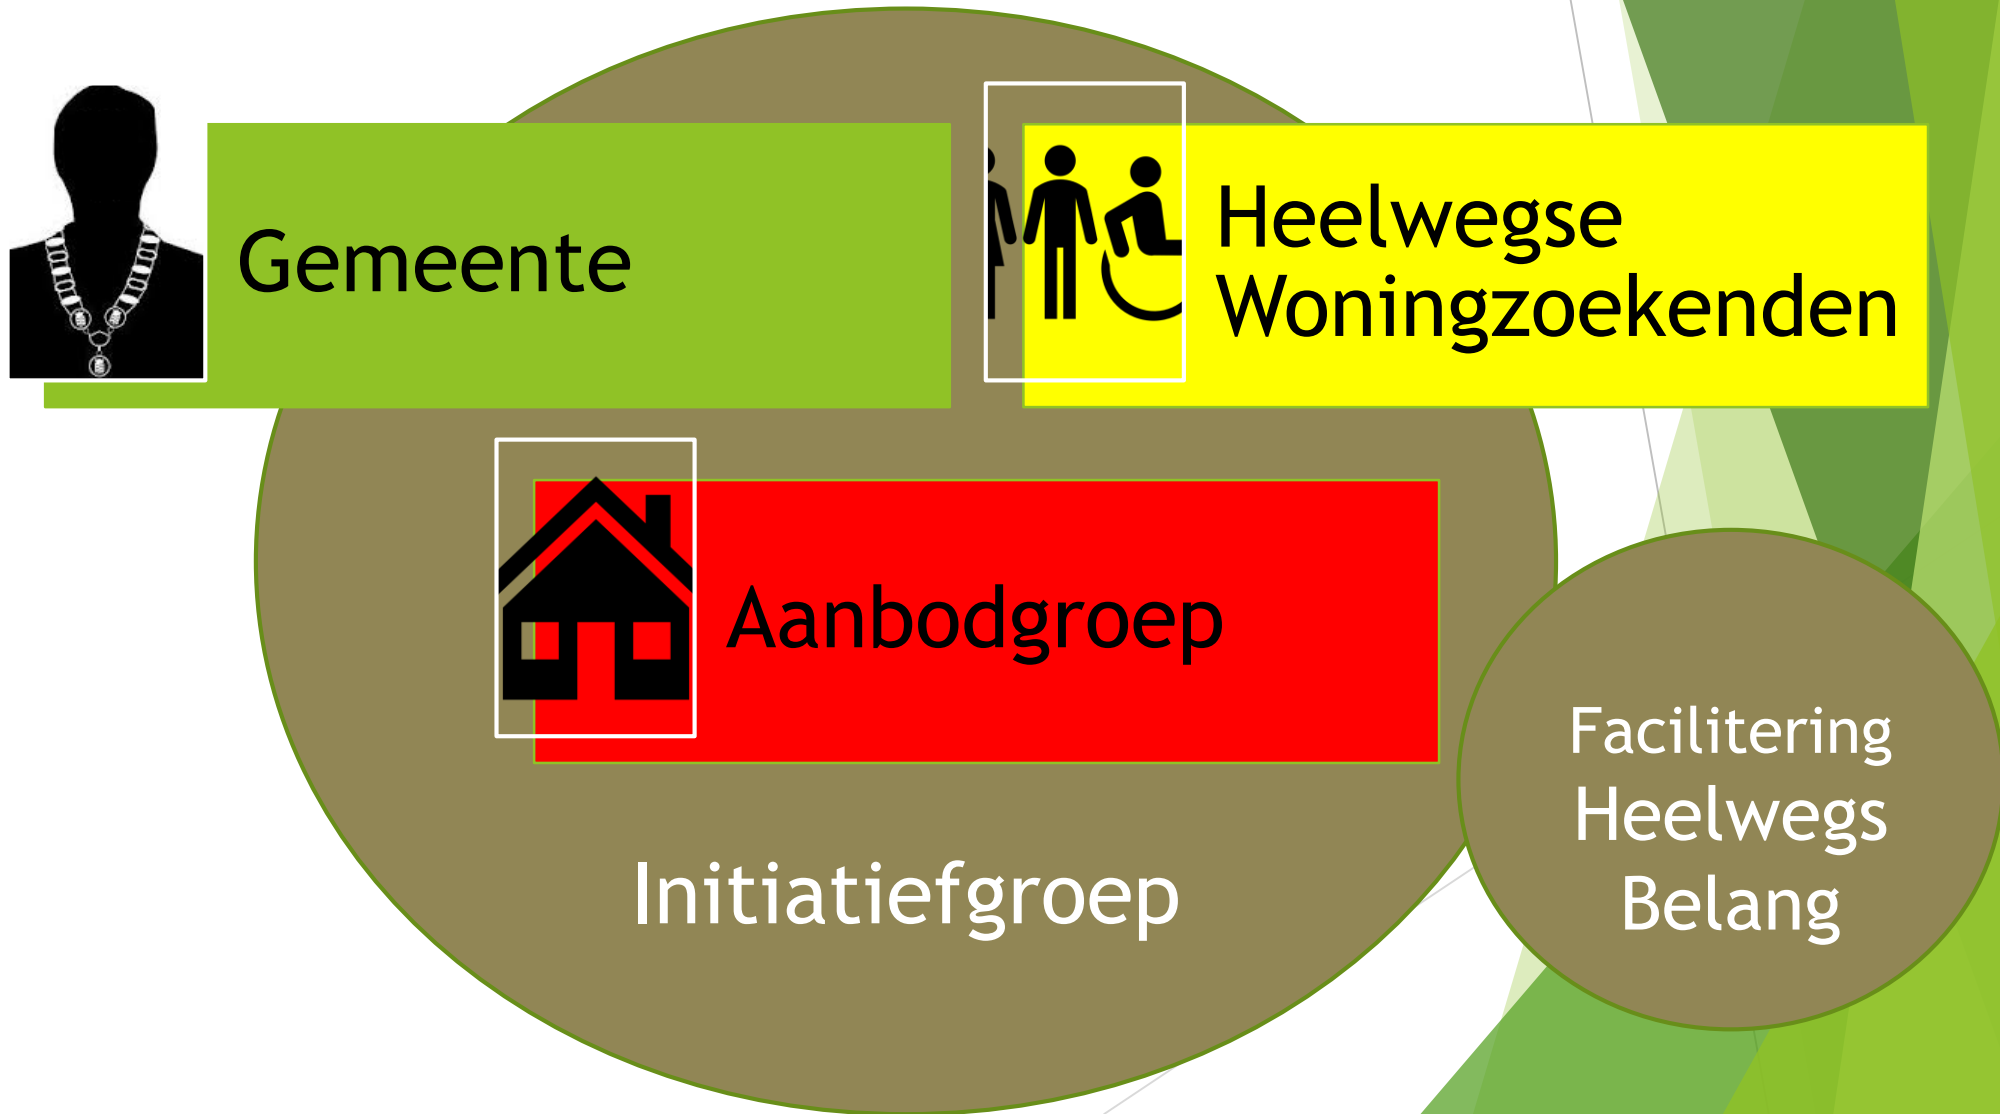 Gemeente
Heelwegse
Woningzoekenden
Aanbodgroep
Initiatiefgroep
Facilitering
Heelwegs
Belang